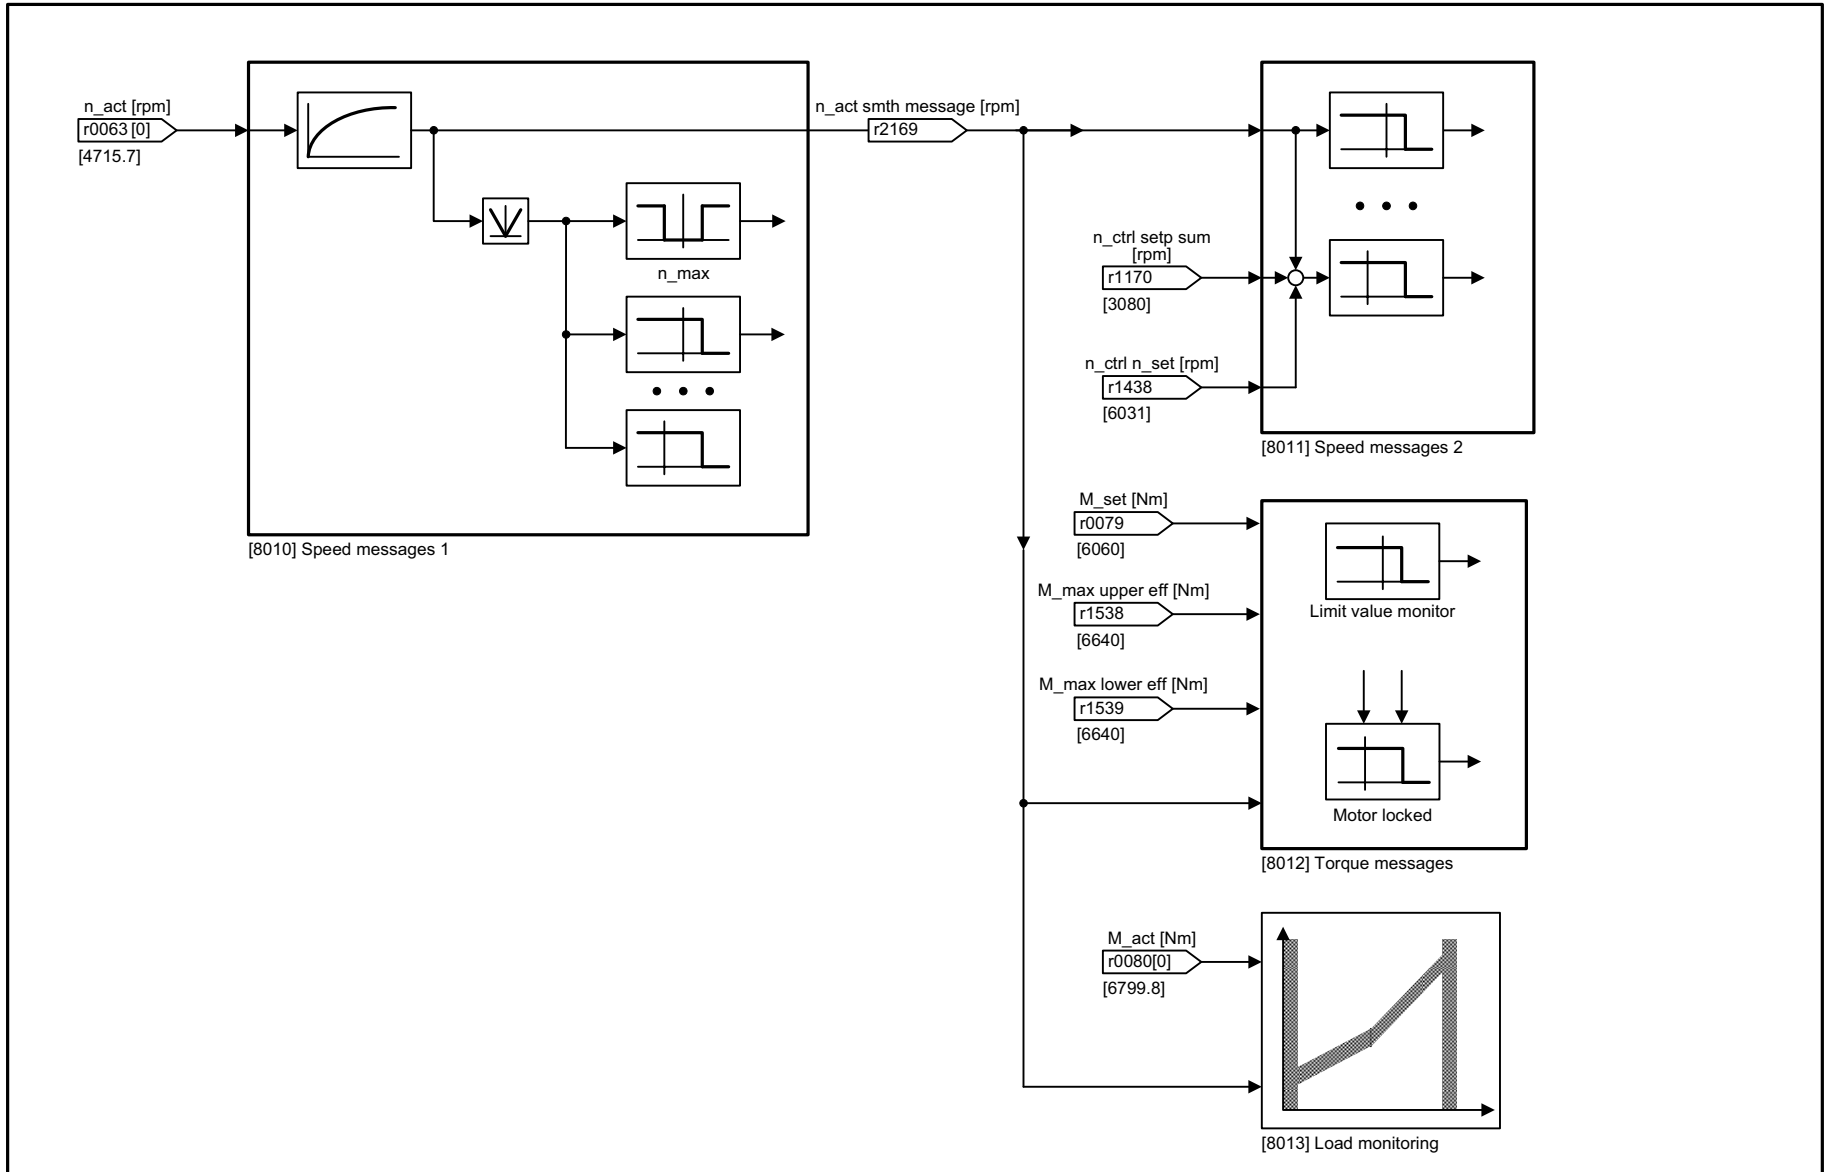 n_act [rpm]
r0063 [0]
[4715.7]
n_max
[8010] Speed messages 1
n_act smth message [rpm]
r2169
n_ctrl setp sum
[rpm]
r1170
[3080]
n_ctrl n_set [rpm]
r1438
[6031]
[8011] Speed messages 2
M_set [Nm]
r0079
[6060]
M_max upper eff [Nm]
r1538
[6640]
M_max lower eff [Nm]
r1539
[6640]
Limit value monitor
Motor locked
[8012] Torque messages
M_act [Nm]
r0080[0]
[6799.8]
[8013] Load monitoring